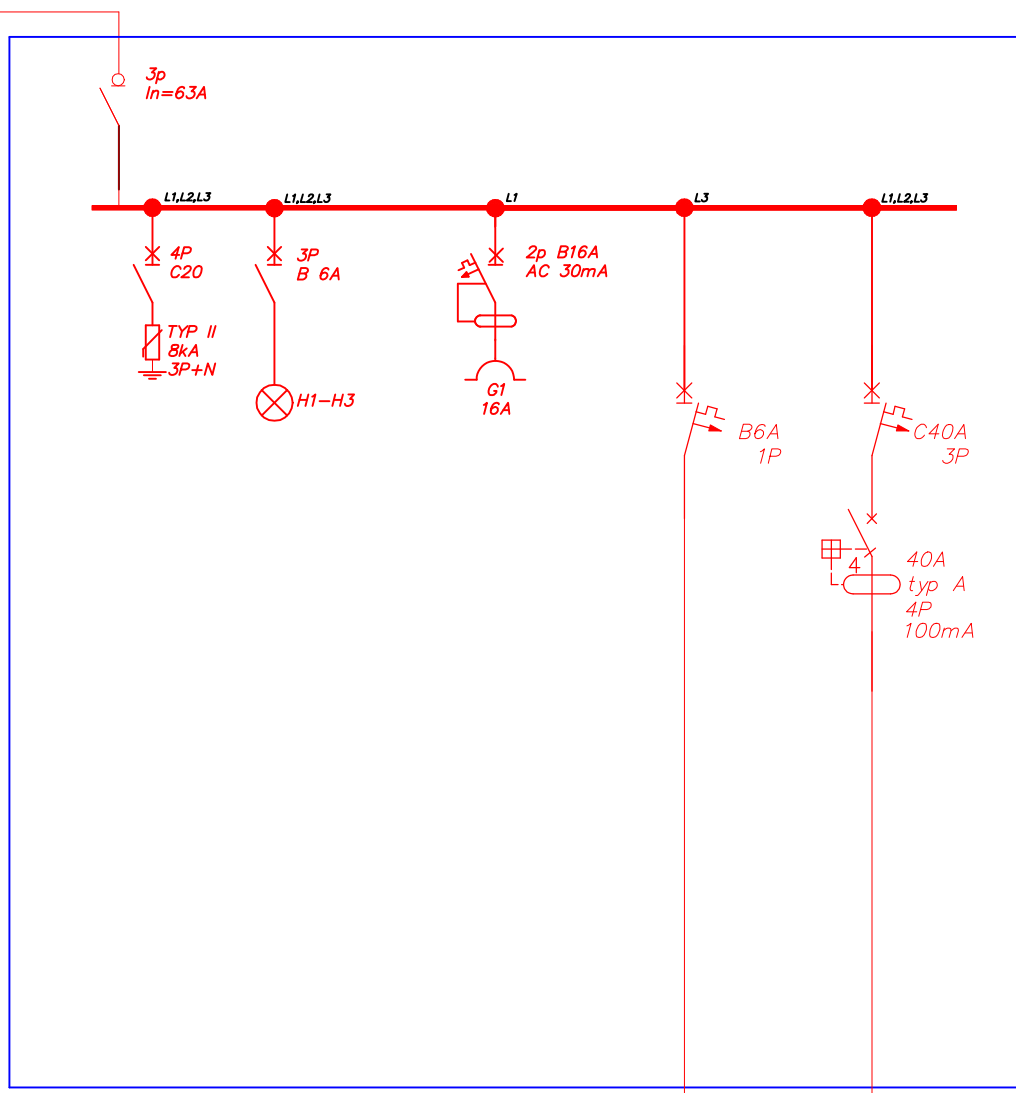 3p
In=63A
L1,L2,L3
L1,L2,L3
L1
L3
L1,L2,L3
4P
C20
3P
B 6A
2p B16A
AC 30mA
TYP II
8kA
3P+N
H1-H3
G1
16A
B6A
1P
C40A
3P
4
40A
typ A
4P
100mA